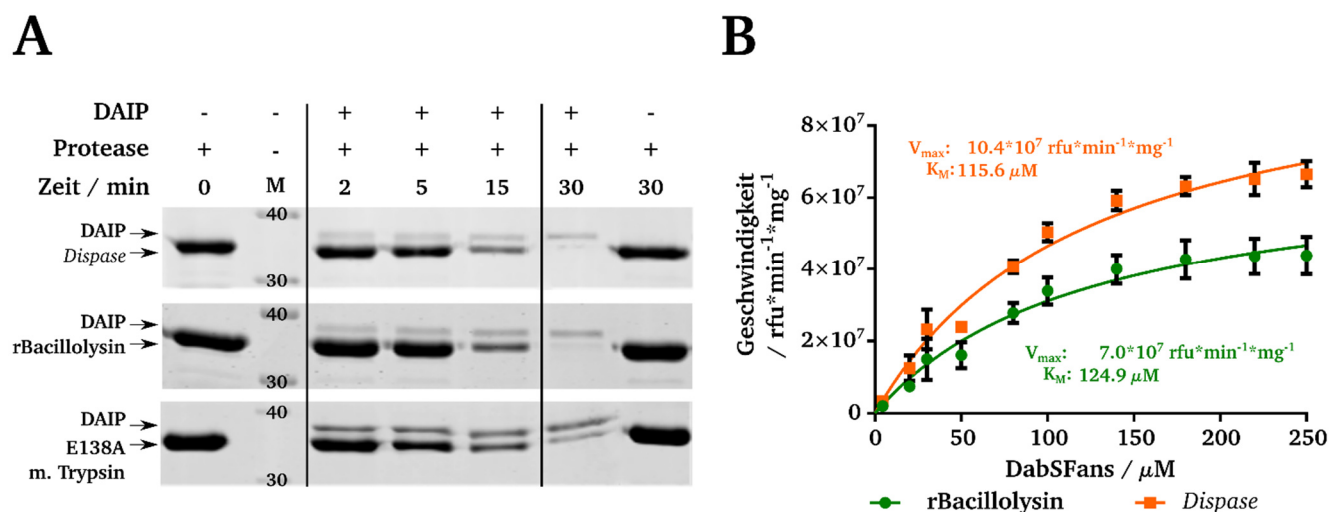 A
DAIP - - + + + + -
Protease + - + + + + +
Zeit / min 0 M 2 5 15 30 30
DAIP
Dispase
40
30
DAIP
rBacillolysin
40
30
DAIP
E138A
m. Trypsin
40
30
B
Geschwindigkeit
/ rfu*min⁻¹*mg⁻¹
8×10⁷
6×10⁷
4×10⁷
2×10⁷
0
Vmax: 10.4*10⁷ rfu*min⁻¹*mg⁻¹
KM: 115.6 μM
Vmax: 7.0*10⁷ rfu*min⁻¹*mg⁻¹
KM: 124.9 μM
0 50 100 150 200 250
DabSFans / μM
rBacillolysin Dispase